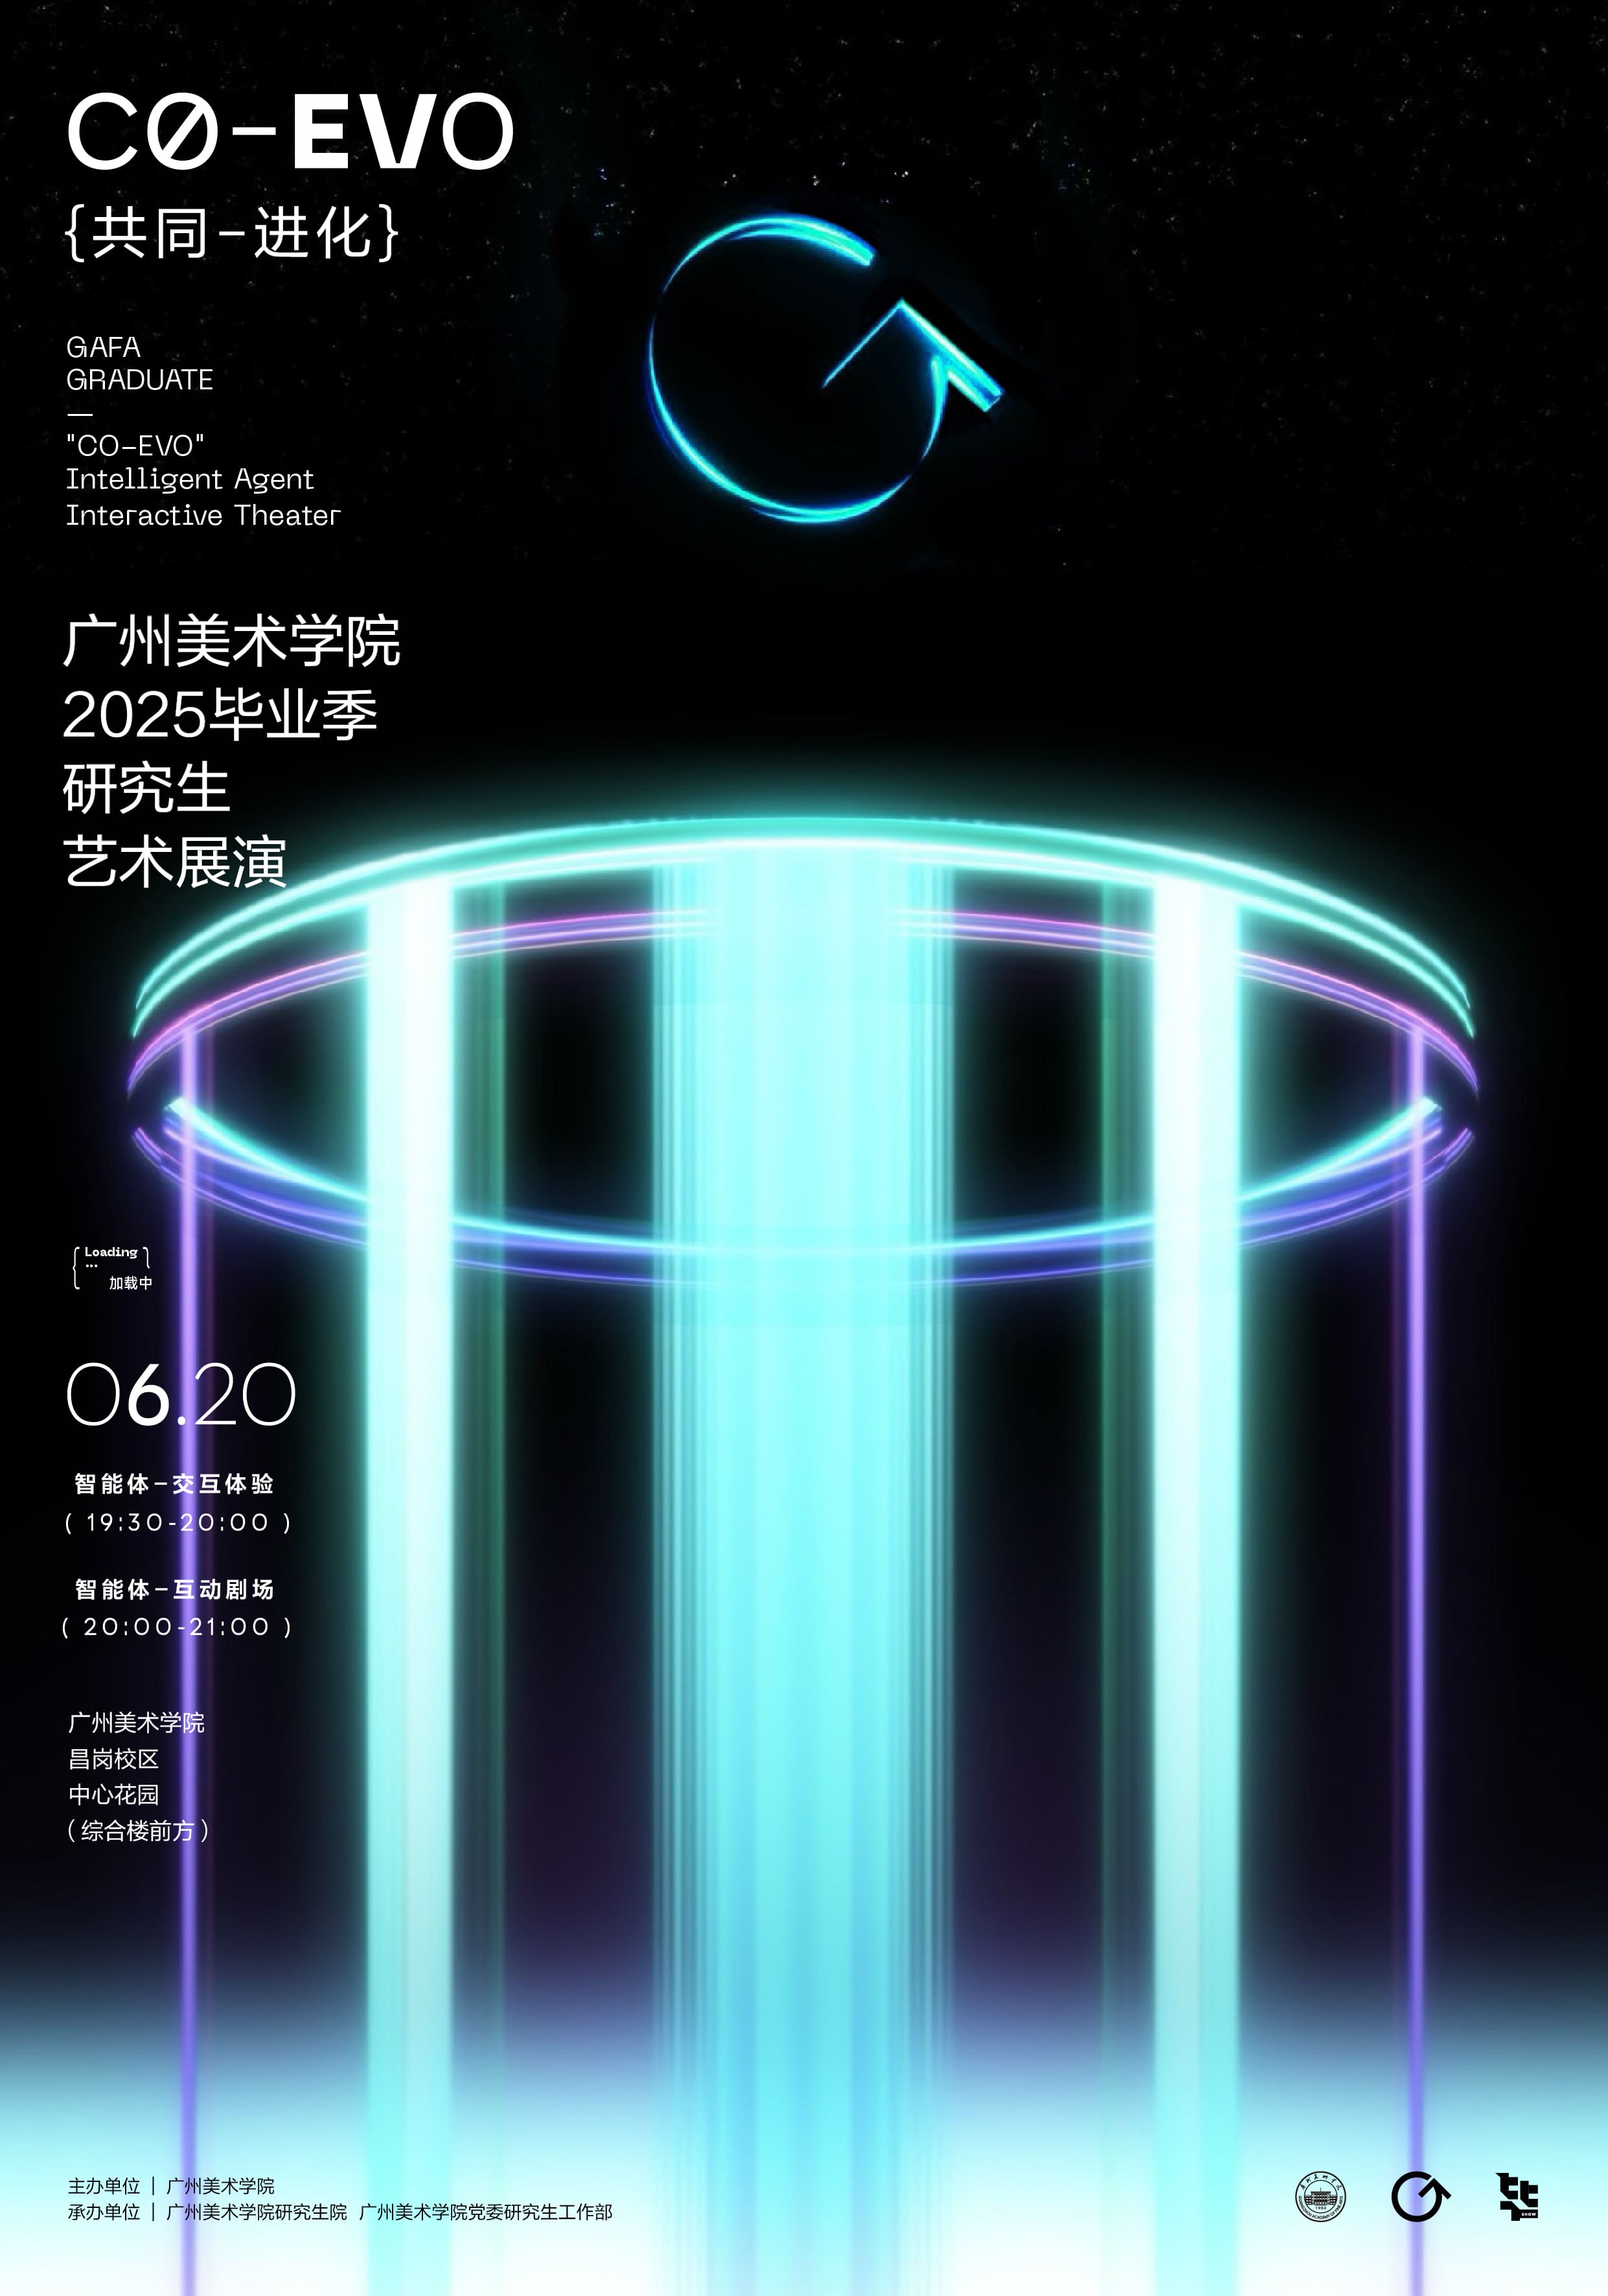 CØ-EVO
{共同-进化}
GAFA
GRADUATE
—
"CO-EVO"
Intelligent Agent
Interactive Theater
广州美术学院
2025毕业季
研究生
艺术展演
Loading
...
加载中
06.20
智能体-交互体验
( 19:30-20:00 )
智能体-互动剧场
( 20:00-21:00 )
广州美术学院
昌岗校区
中心花园
(综合楼前方)
主办单位 | 广州美术学院
承办单位 | 广州美术学院研究生院 广州美术学院党委研究生工作部